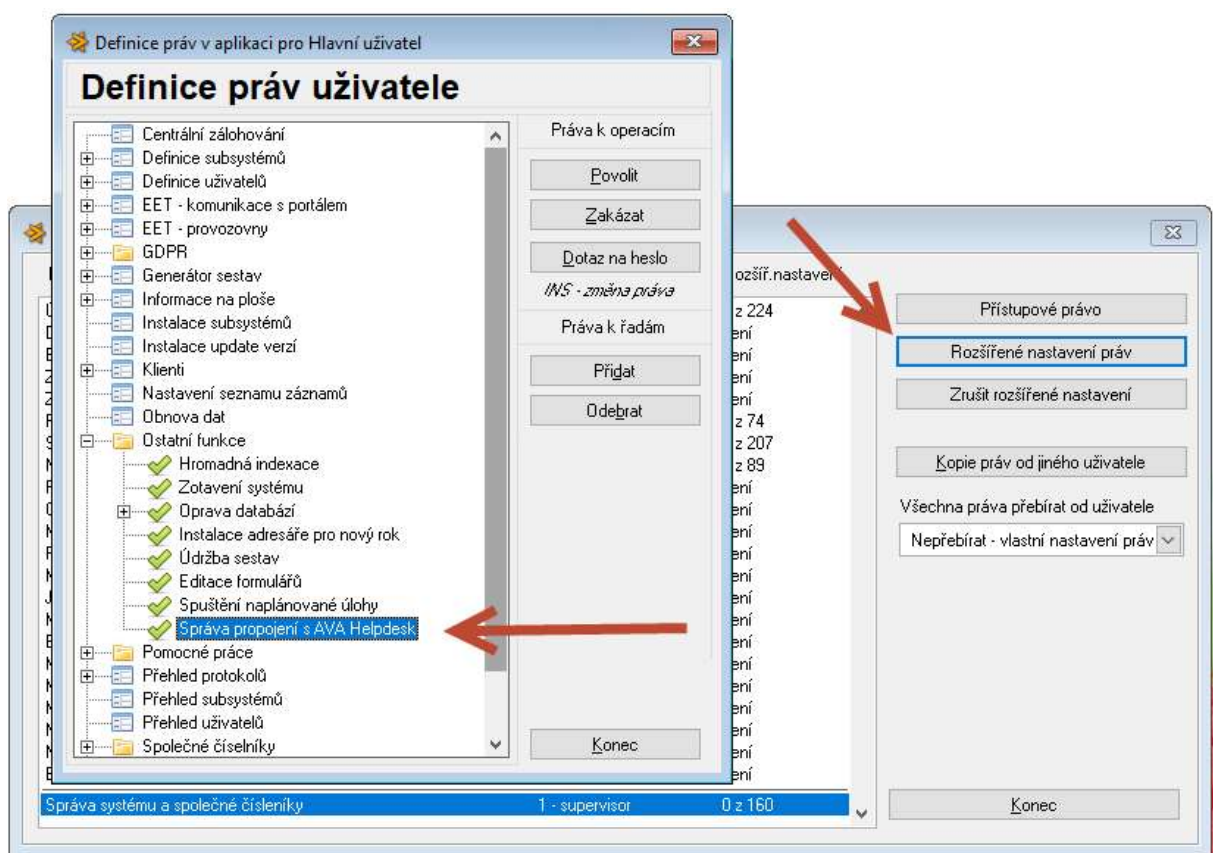 Definice práv v aplikaci pro Hlavní uživatel
Definice práv uživatele
Centrální zálohování
Definice subsystémů
Definice uživatelů
EET - komunikace s portálem
EET - provozovny
GDPR
Generátor sestav
Informace na ploše
Instalace subsystémů
Instalace update verzí
Klienti
Nastavení seznamu záznamů
Obnova dat
Ostatní funkce
Hromadná indexace
Zotavení systému
Oprava databází
Instalace adresáře pro nový rok
Údržba sestav
Editace formulářů
Spuštění naplánované úlohy
Správa propojení s AVA Helpdesk
Pomocné práce
Přehled protokolů
Přehled subsystémů
Přehled uživatelů
Společné číselníky
Práva k operacím
Povolit
Zakázat
Dotaz na heslo
INS - změna práva
Práva k řadám
Přidat
Odebrat
Konec
z 224
z 74
z 207
z 89
Správa systému a společné čísleníky 1 - supervisor 0 z 160
Přístupové právo
Rozšířené nastavení práv
Zrušit rozšířené nastavení
Kopie práv od jiného uživatele
Všechna práva přebírat od uživatele
Nepřebírat - vlastní nastavení práv
Konec